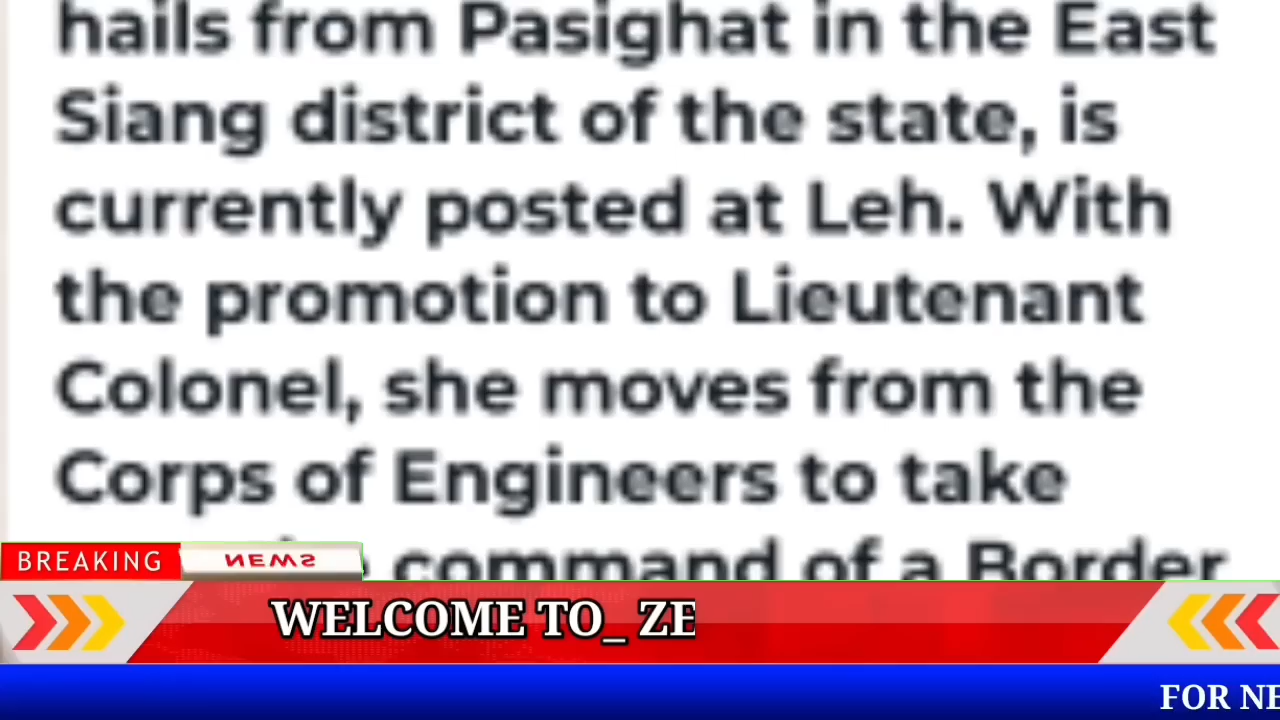 hails from Pasighat in the East
Siang district of the state, is
currently posted at Leh. With
the promotion to Lieutenant
Colonel, she moves from the
Corps of Engineers to take
command of a Border
BREAKING NEWS
WELCOME TO_ ZE
FOR NE